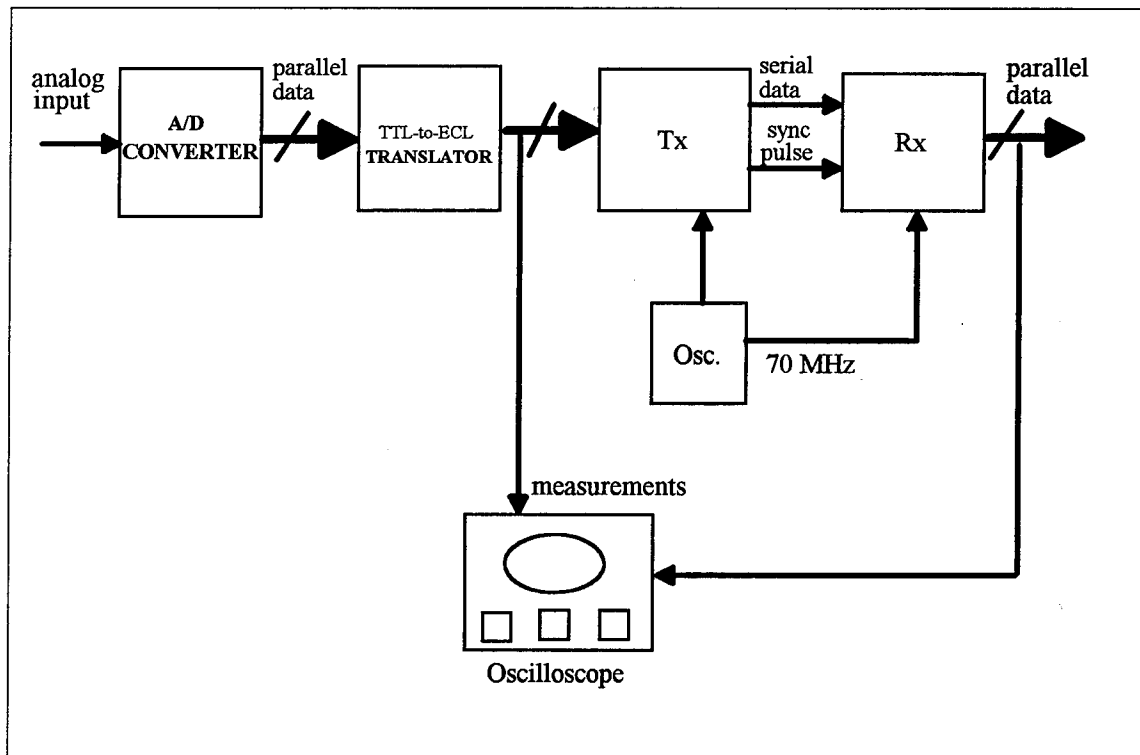 analog
input
A/D
CONVERTER
parallel
data
TTL-to-ECL
TRANSLATOR
Tx
serial
data
sync
pulse
Rx
parallel
data
Osc.
70 MHz
measurements
Oscilloscope